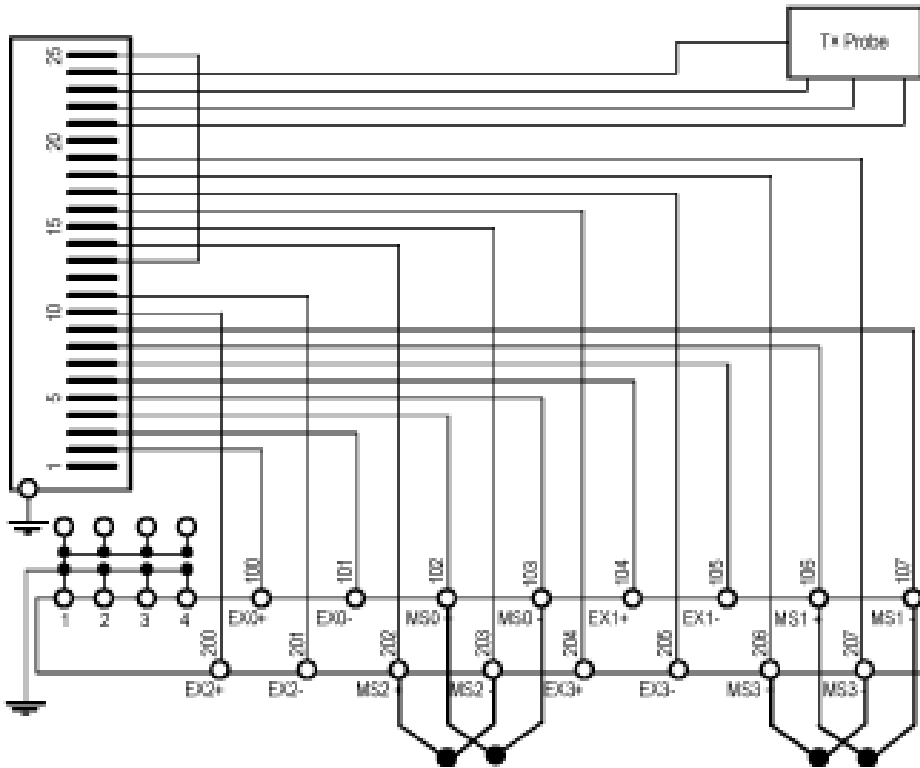 25
20
15
10
5
1
T* Probe
100
101
102
103
104
105
106
107
1
2
3
4
EX0+
EX0-
MS0 +
MS0 -
EX1+
EX1-
MS1 +
MS1 -
200
201
202
203
204
205
206
207
EX2+
EX2-
MS2 +
MS2 -
EX3+
EX3-
MS3 +
MS3 -